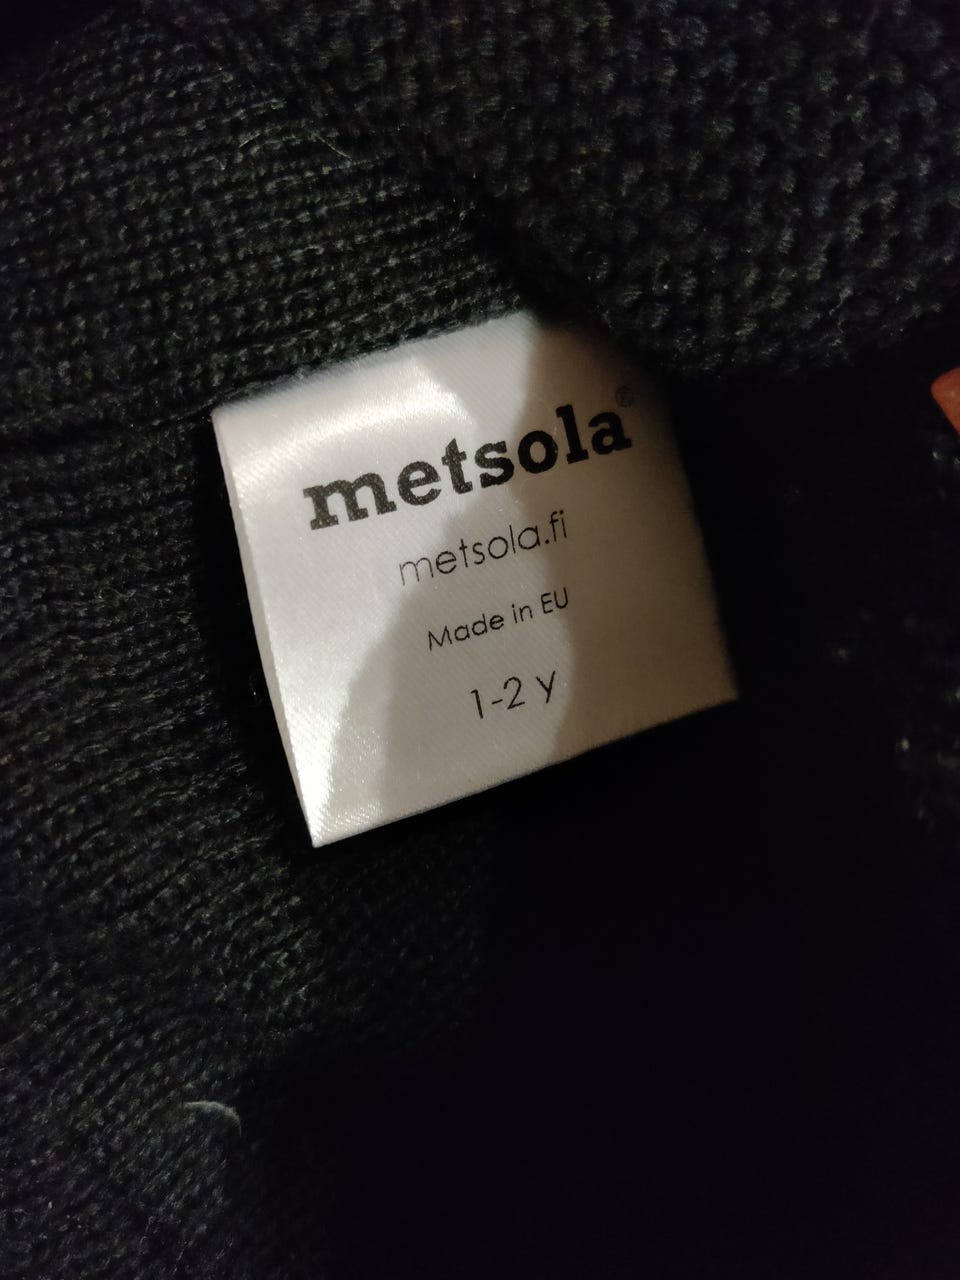 metsola®
metsola.fi
Made in EU
1-2 y